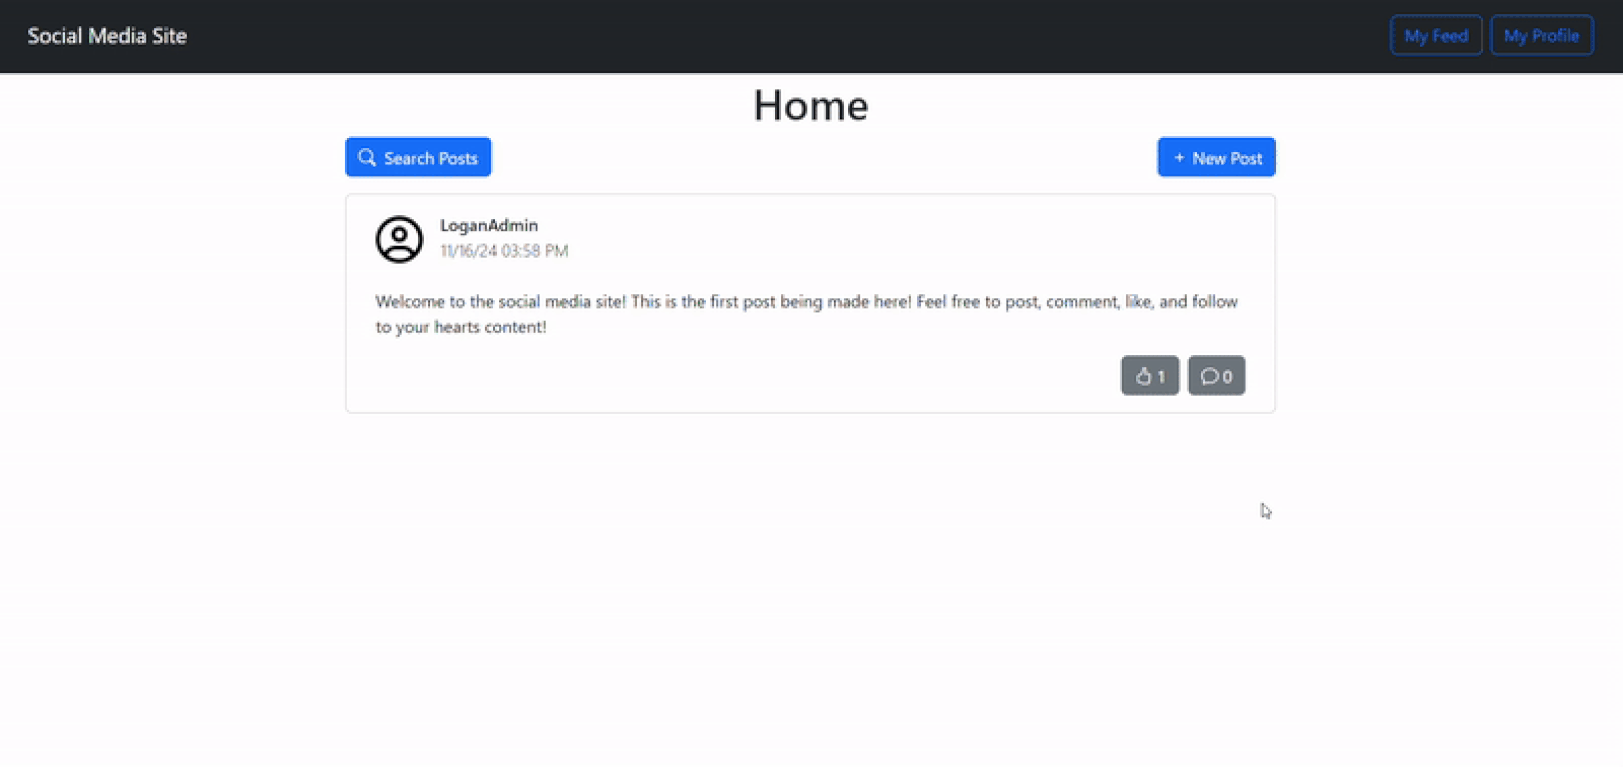 Social Media Site
My Feed
My Profile
Home
Search Posts
+ New Post
LoganAdmin
11/16/24 03:58 PM
Welcome to the social media site! This is the first post being made here! Feel free to post, comment, like, and follow
to your hearts content!
1
0